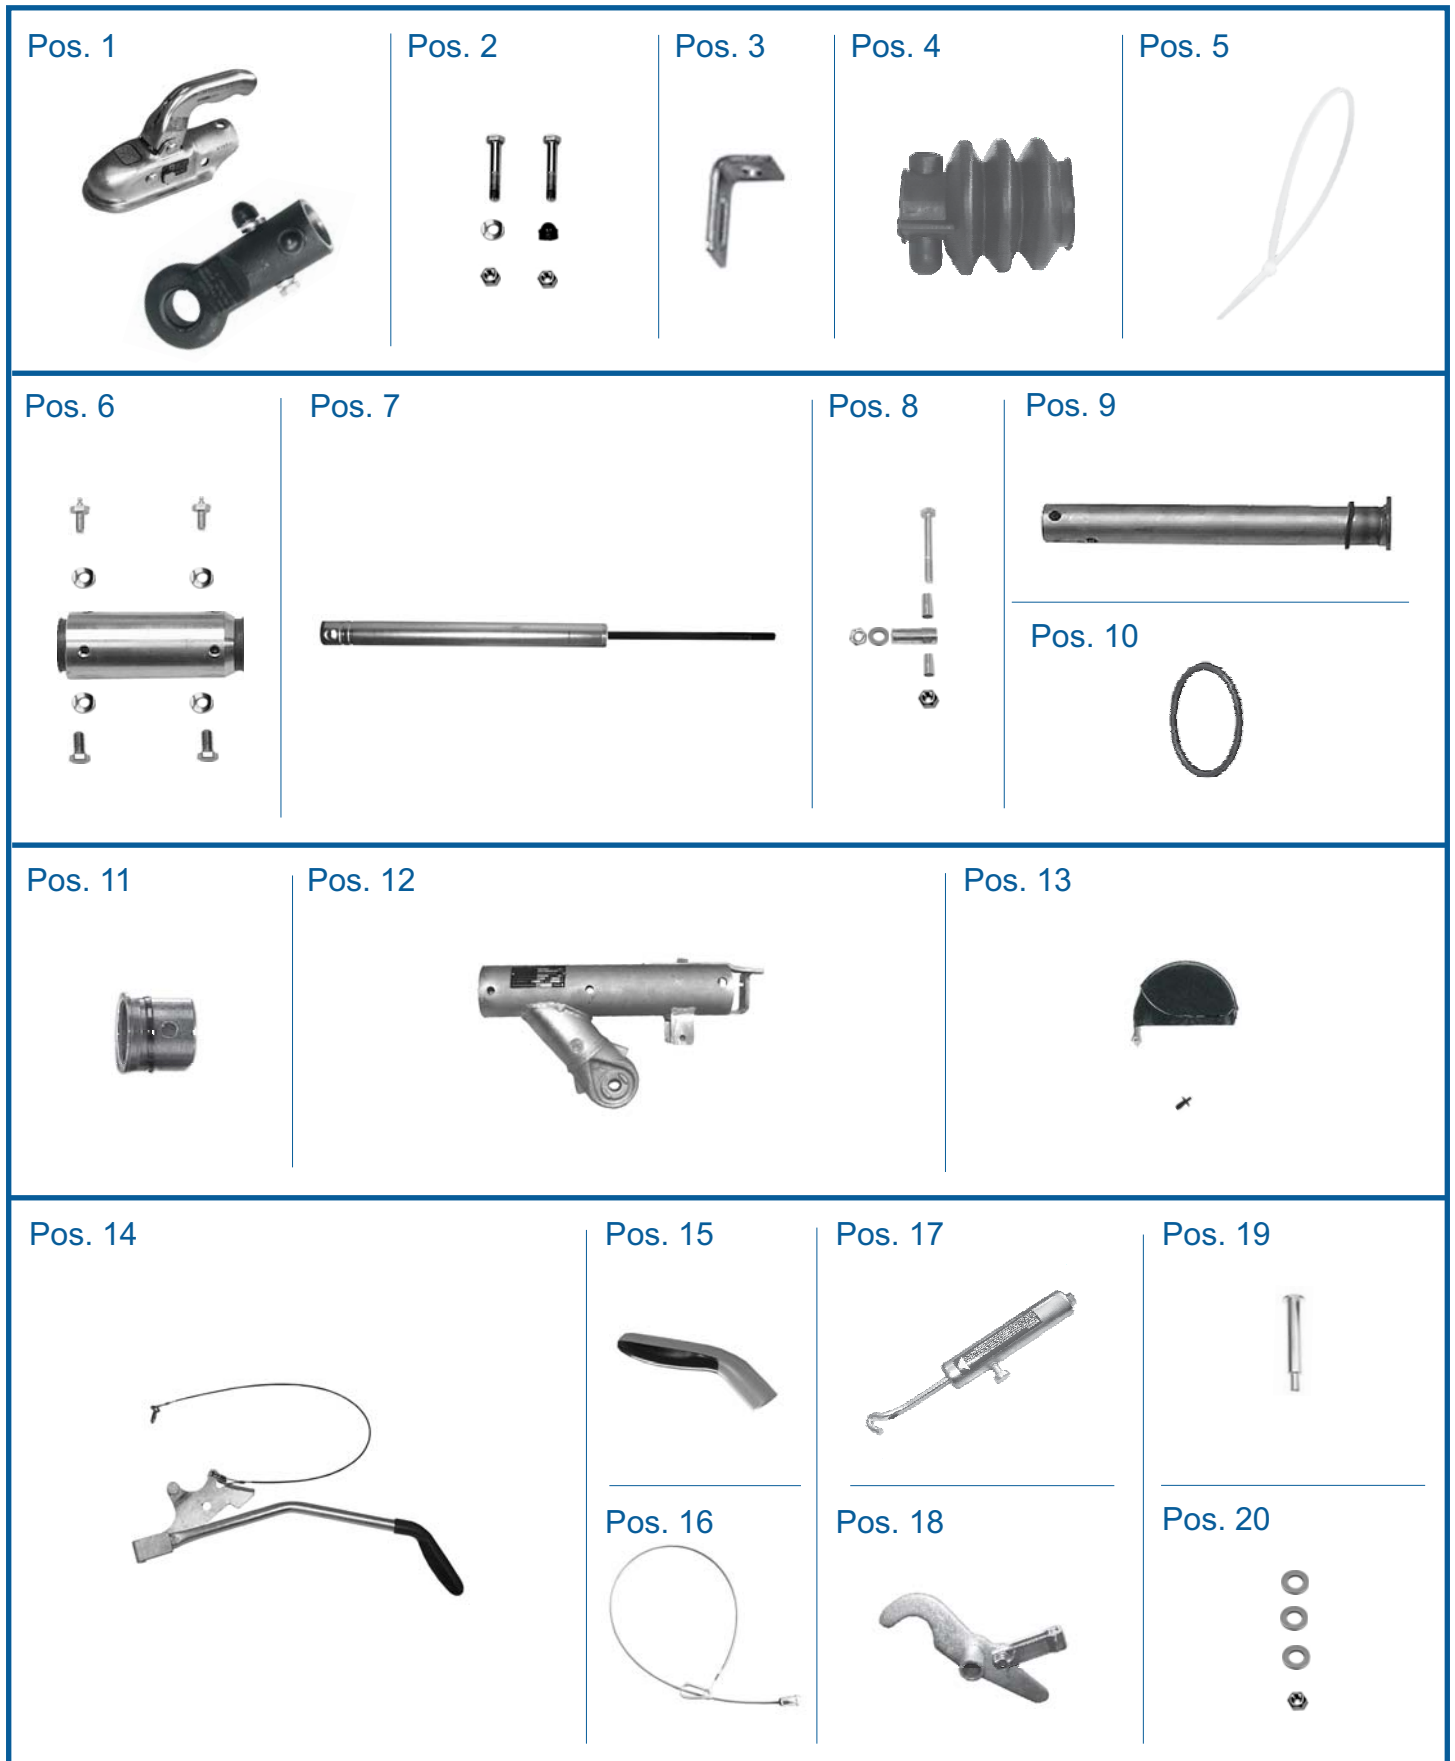 Pos. 1
Pos. 2
Pos. 3
Pos. 4
Pos. 5
Pos. 6
Pos. 7
Pos. 8
Pos. 9
Pos. 10
Pos. 11
Pos. 12
Pos. 13
Pos. 14
Pos. 15
Pos. 17
Pos. 19
Pos. 16
Pos. 18
Pos. 20